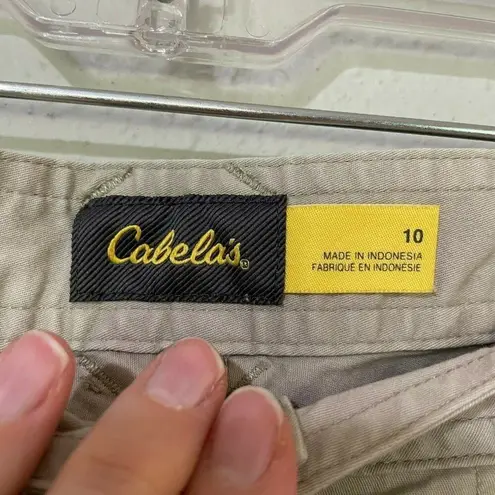 Cabela's®
10
MADE IN INDONESIA
FABRIQUÉ EN INDONÉSIE